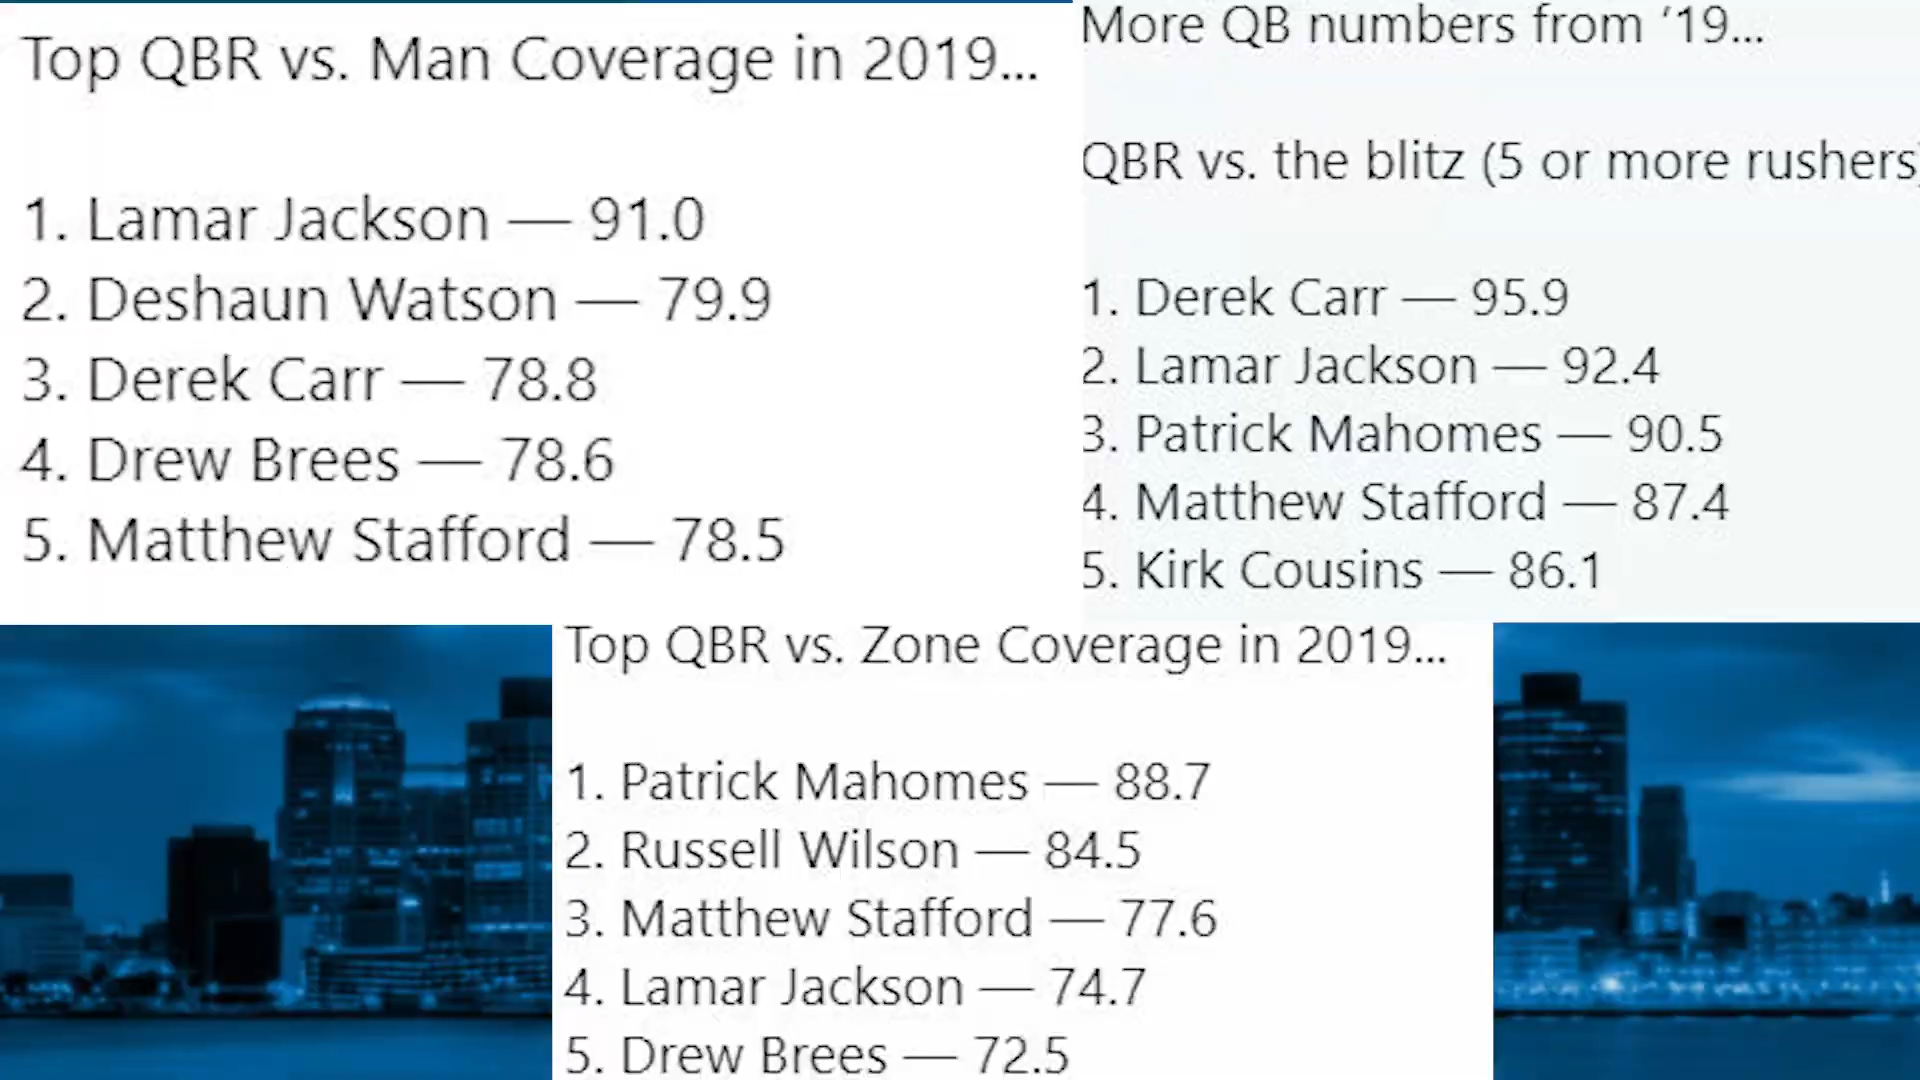 Top QBR vs. Man Coverage in 2019...
1. Lamar Jackson — 91.0
2. Deshaun Watson — 79.9
3. Derek Carr — 78.8
4. Drew Brees — 78.6
5. Matthew Stafford — 78.5
More QB numbers from ’19...
QBR vs. the blitz (5 or more rushers)
1. Derek Carr — 95.9
2. Lamar Jackson — 92.4
3. Patrick Mahomes — 90.5
4. Matthew Stafford — 87.4
5. Kirk Cousins — 86.1
Top QBR vs. Zone Coverage in 2019...
1. Patrick Mahomes — 88.7
2. Russell Wilson — 84.5
3. Matthew Stafford — 77.6
4. Lamar Jackson — 74.7
5. Drew Brees — 72.5